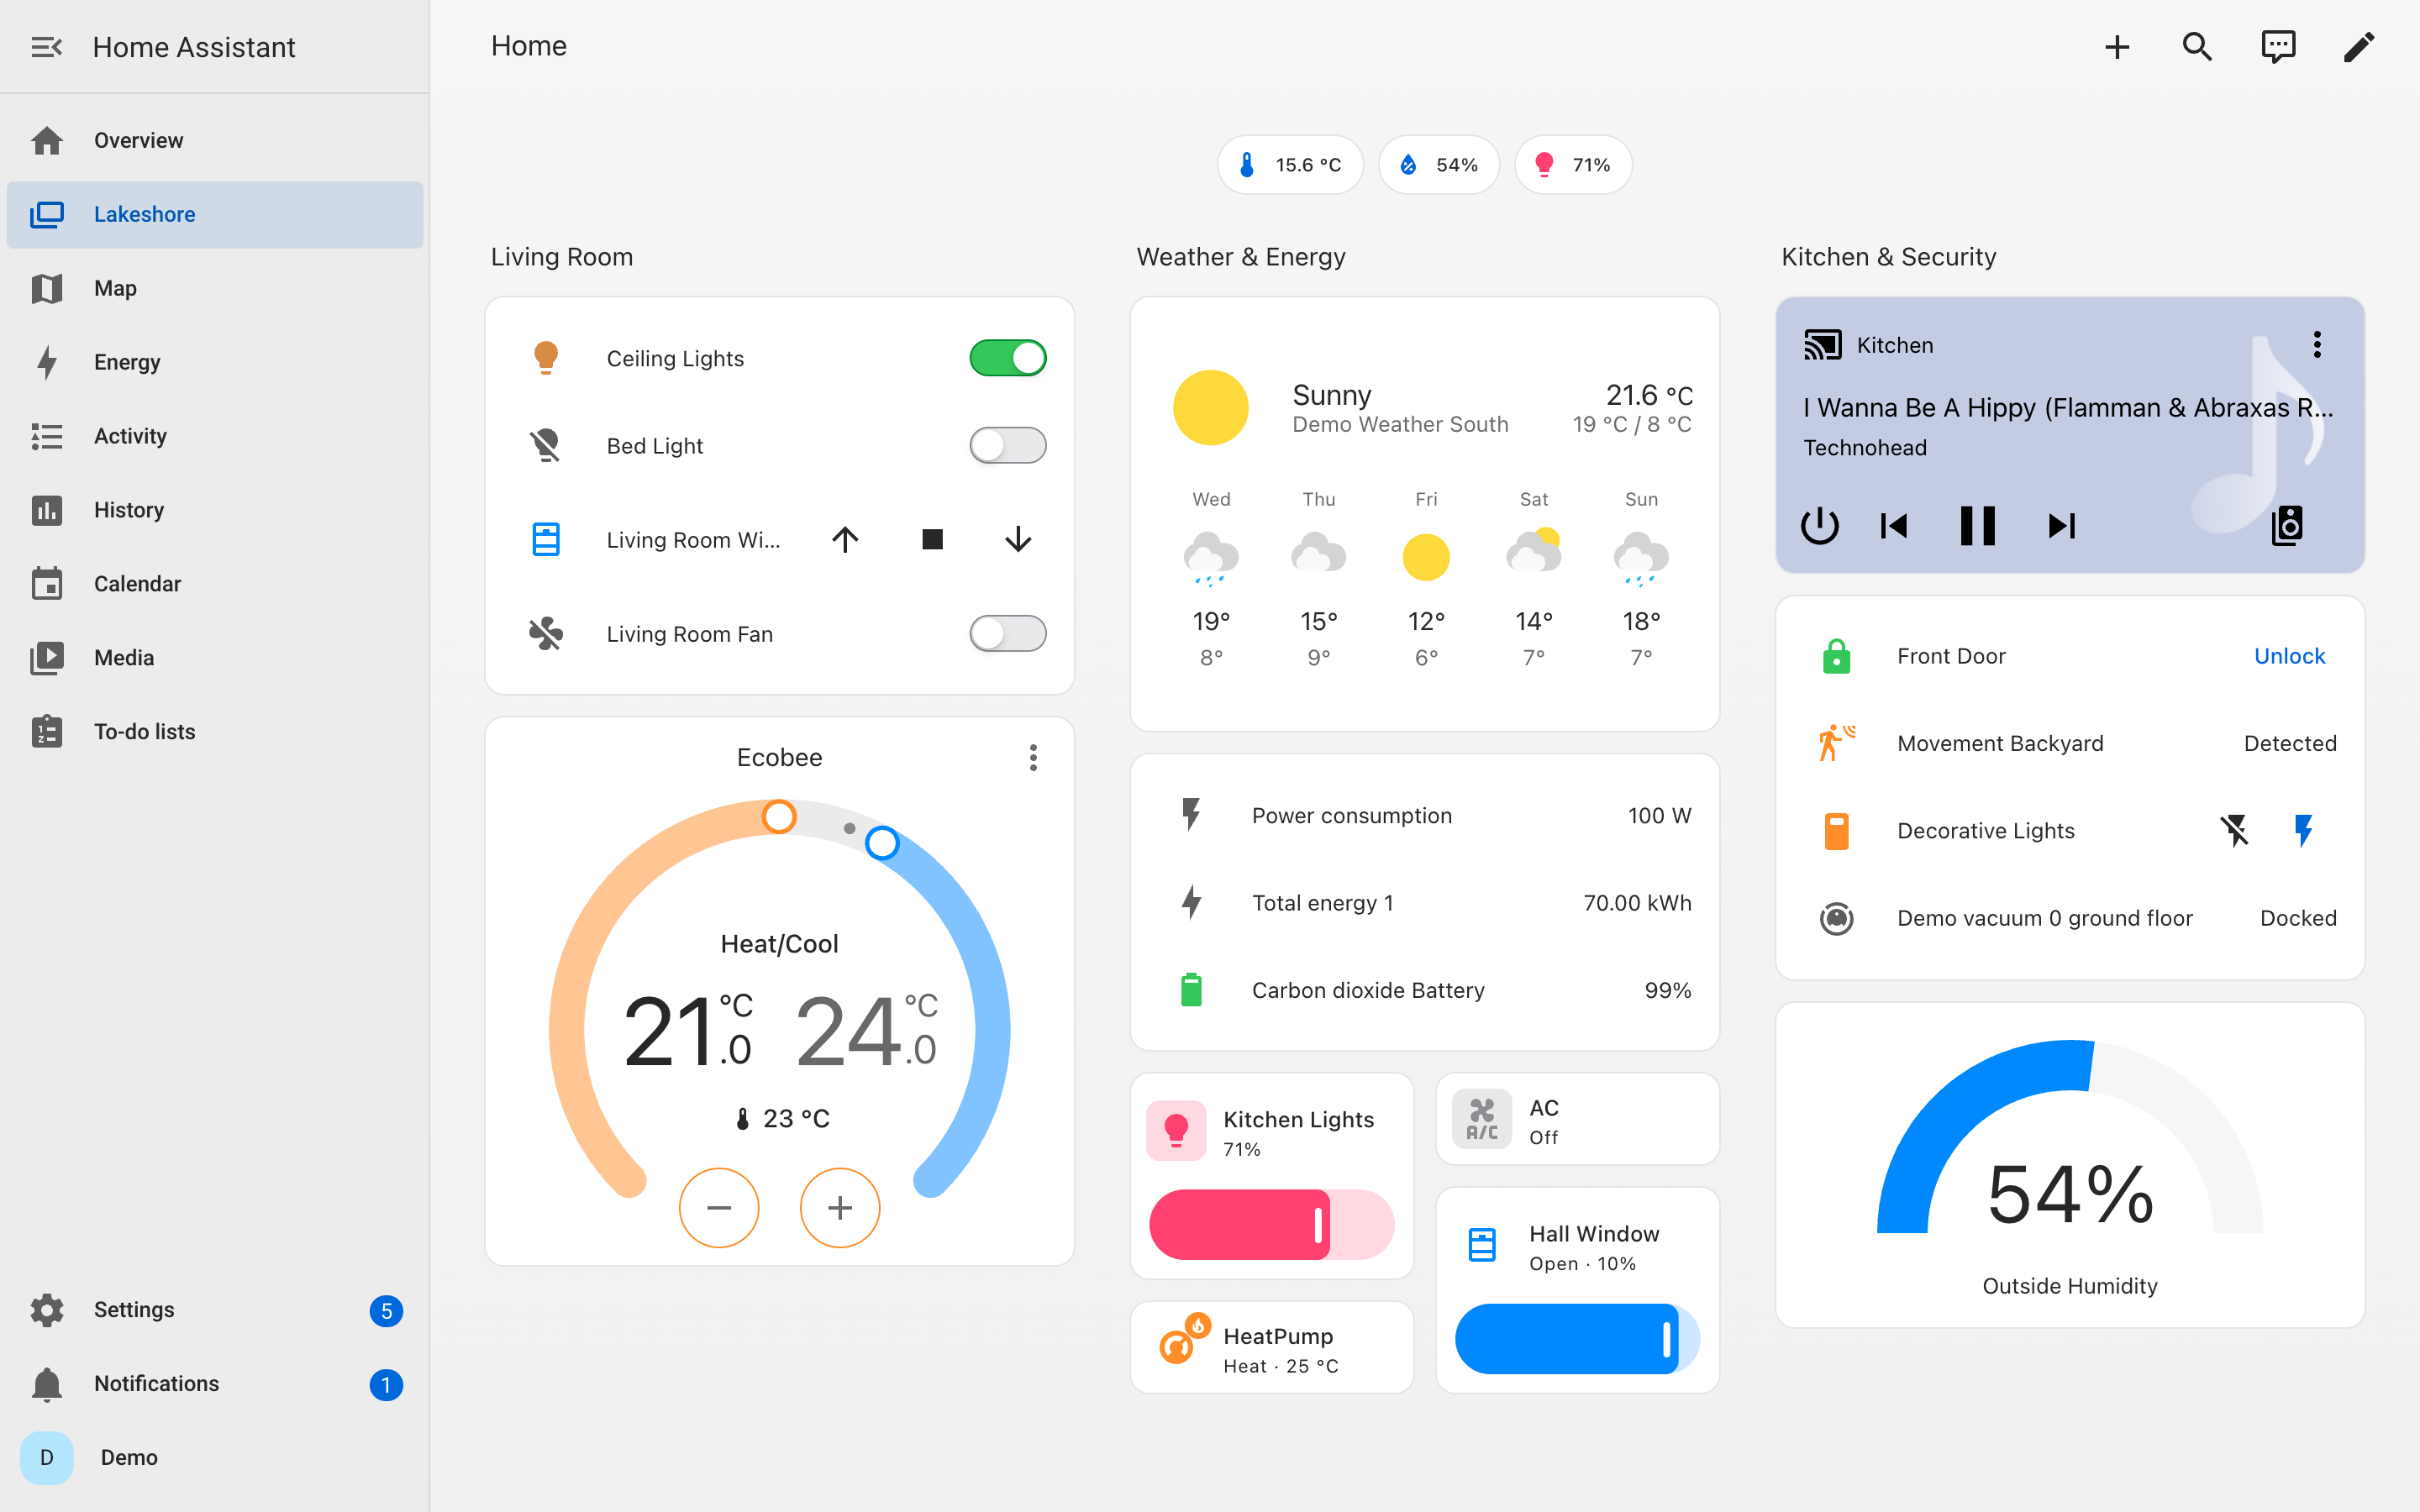 Home Assistant
Overview
Lakeshore
Map
Energy
Activity
History
Calendar
Media
To-do lists
Settings 5
Notifications 1
D Demo
Home
15.6 °C 54% 71%
Living Room
Ceiling Lights
Bed Light
Living Room Wi...
Living Room Fan
Ecobee
Heat/Cool
21.0 °C 24.0 °C
23 °C
Weather & Energy
Sunny 21.6 °C
Demo Weather South 19 °C / 8 °C
Wed Thu Fri Sat Sun
19° 15° 12° 14° 18°
8° 9° 6° 7° 7°
Power consumption 100 W
Total energy 1 70.00 kWh
Carbon dioxide Battery 99%
Kitchen Lights
71%
AC
Off
A/C
Hall Window
Open · 10%
HeatPump
Heat · 25 °C
Kitchen & Security
Kitchen
I Wanna Be A Hippy (Flamman & Abraxas R...
Technohead
Front Door Unlock
Movement Backyard Detected
Decorative Lights
Demo vacuum 0 ground floor Docked
54%
Outside Humidity